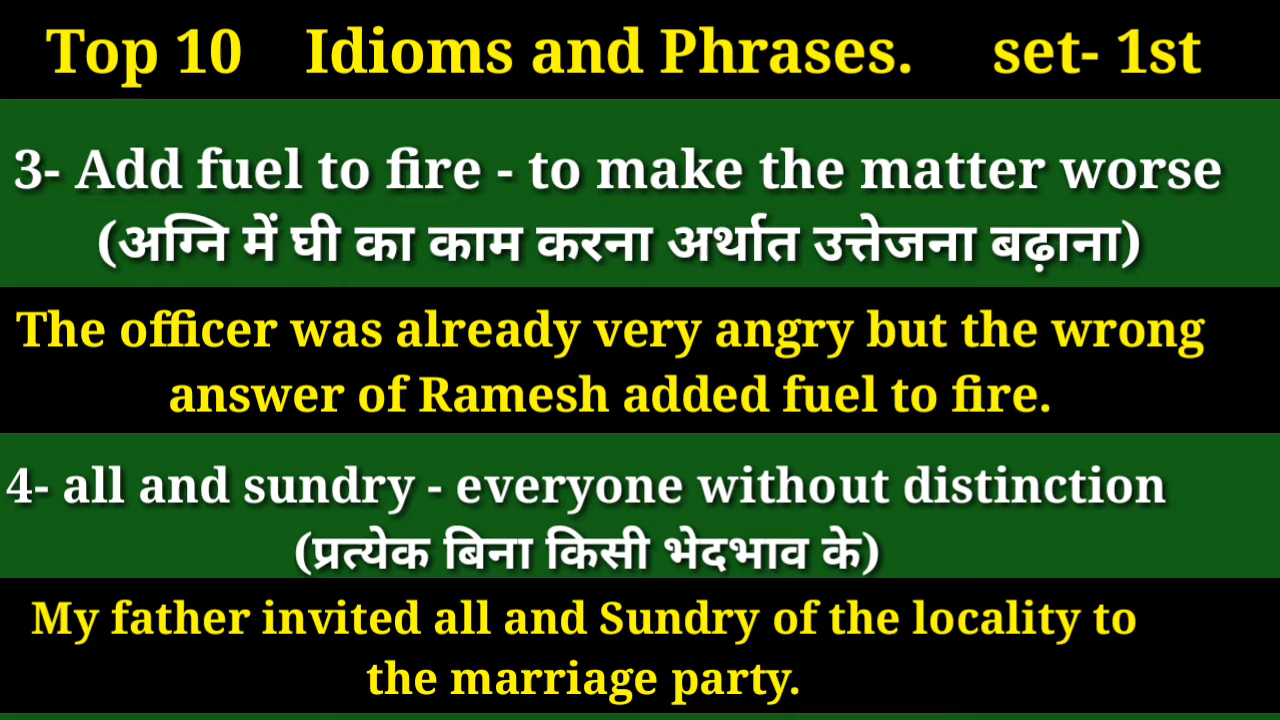 Top 10 Idioms and Phrases. set- 1st
3- Add fuel to fire - to make the matter worse
(अग्नि में घी का काम करना अर्थात उत्तेजना बढ़ाना)
The officer was already very angry but the wrong
answer of Ramesh added fuel to fire.
4- all and sundry - everyone without distinction
(प्रत्येक बिना किसी भेदभाव के)
My father invited all and Sundry of the locality to
the marriage party.